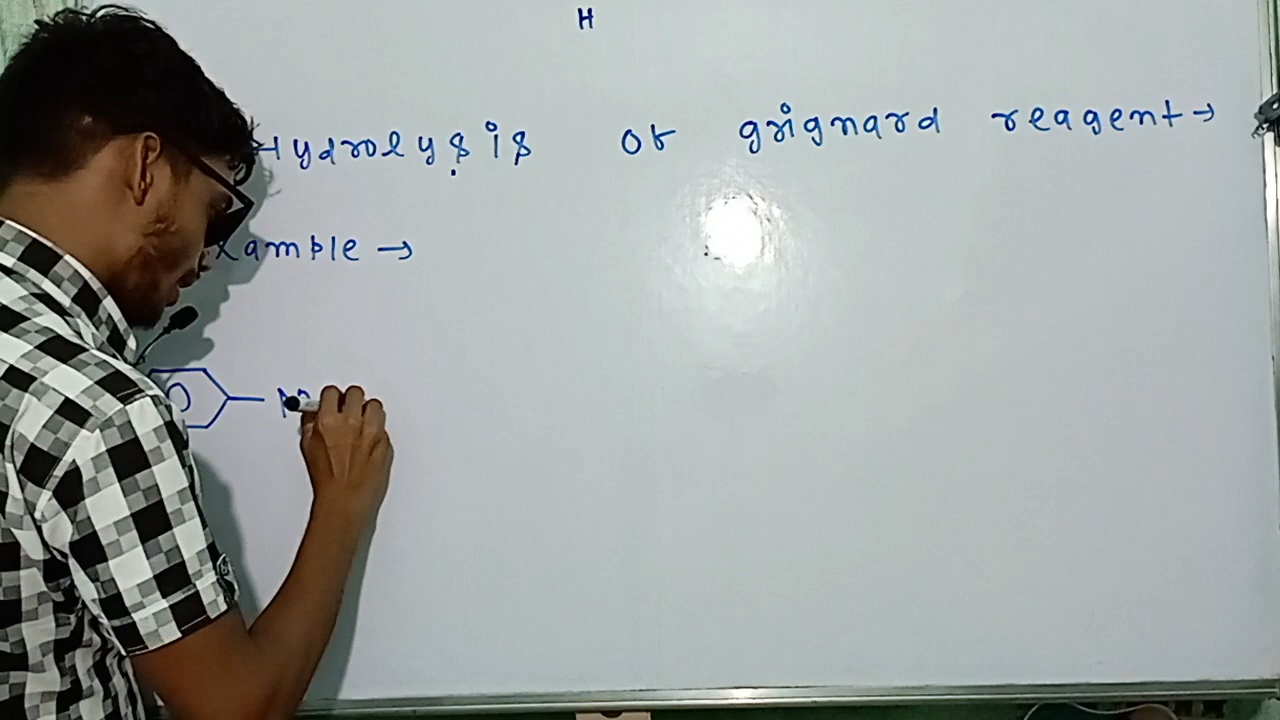 H
Hydrolysis of grignard reagent →
xample →